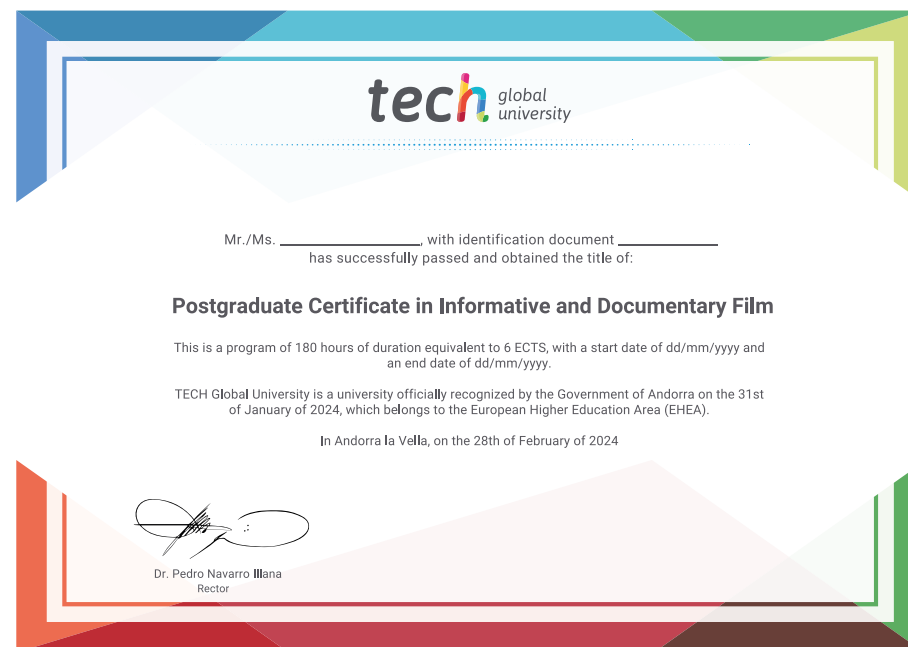 tech global
university
Mr./Ms. ____________, with identification document ____________
has successfully passed and obtained the title of:
Postgraduate Certificate in Informative and Documentary Film
This is a program of 180 hours of duration equivalent to 6 ECTS, with a start date of dd/mm/yyyy and
an end date of dd/mm/yyyy.
TECH Global University is a university officially recognized by the Government of Andorra on the 31st
of January of 2024, which belongs to the European Higher Education Area (EHEA).
In Andorra la Vella, on the 28th of February of 2024
Dr. Pedro Navarro Illana
Rector